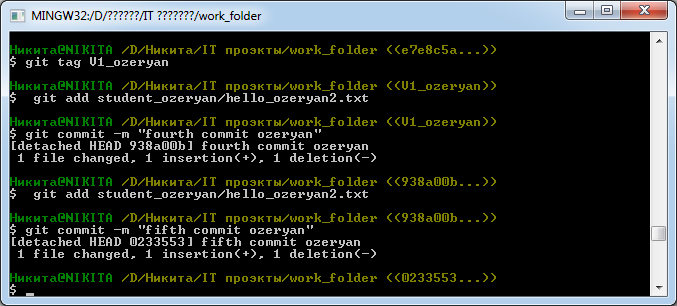 MINGW32:/D/??????/IT ???????/work_folder
Никита@NIKITA /D/Никита/IT проэкты/work_folder ((e7e8c5a...))
$ git tag V1_ozeryan
Никита@NIKITA /D/Никита/IT проэкты/work_folder ((V1_ozeryan))
$  git add student_ozeryan/hello_ozeryan2.txt
Никита@NIKITA /D/Никита/IT проэкты/work_folder ((V1_ozeryan))
$ git commit -m "fourth commit ozeryan"
[detached HEAD 938a00b] fourth commit ozeryan
 1 file changed, 1 insertion(+), 1 deletion(-)
Никита@NIKITA /D/Никита/IT проэкты/work_folder ((938a00b...))
$  git add student_ozeryan/hello_ozeryan2.txt
Никита@NIKITA /D/Никита/IT проэкты/work_folder ((938a00b...))
$ git commit -m "fifth commit ozeryan"
[detached HEAD 0233553] fifth commit ozeryan
 1 file changed, 1 insertion(+), 1 deletion(-)
Никита@NIKITA /D/Никита/IT проэкты/work_folder ((0233553...))
$ _